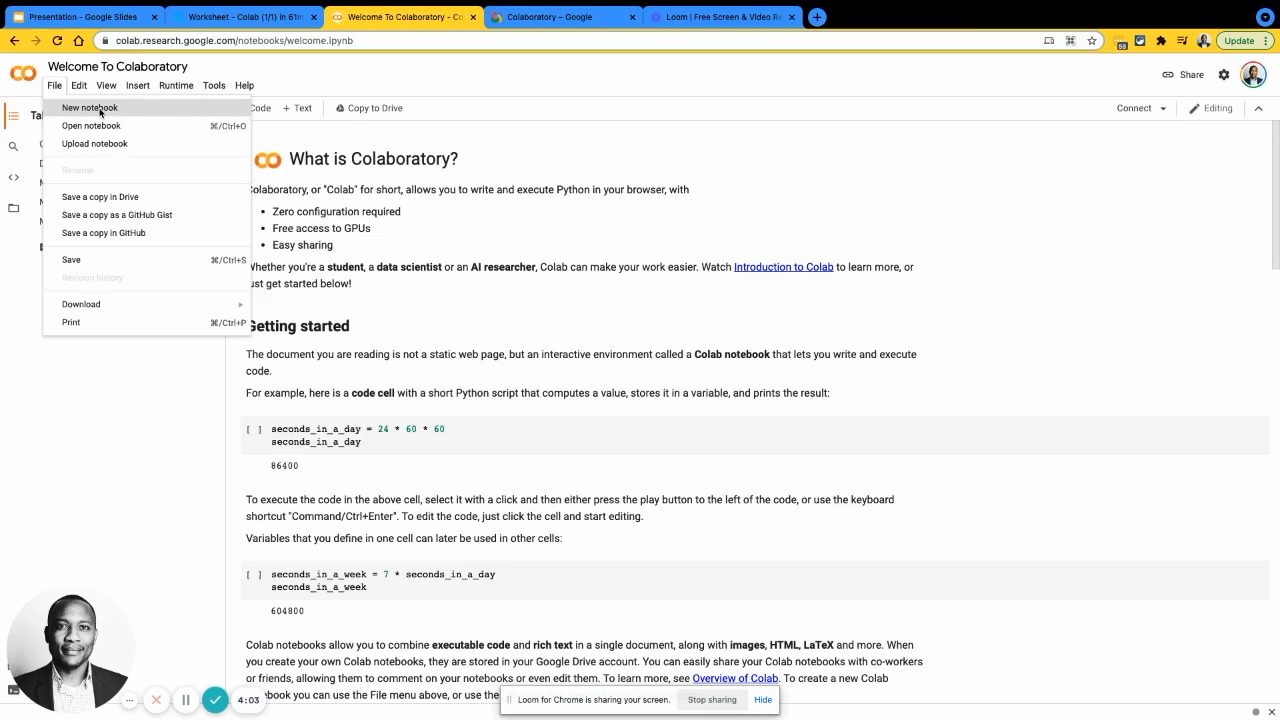 Presentation - Google Slides
Worksheet - Colab (1/1) in 61m
Welcome To Colaboratory - Co
Colaboratory – Google
Loom | Free Screen & Video Re
colab.research.google.com/notebooks/welcome.ipynb
68
Update
Welcome To Colaboratory
File Edit View Insert Runtime Tools Help
Share
New notebook
Code + Text Copy to Drive
Connect
Editing
Open notebook ⌘/Ctrl+O
Upload notebook
Rename
Save a copy in Drive
Save a copy as a GitHub Gist
Save a copy in GitHub
Save ⌘/Ctrl+S
Revision history
Download
Print ⌘/Ctrl+P
What is Colaboratory?
Colaboratory, or "Colab" for short, allows you to write and execute Python in your browser, with
• Zero configuration required
• Free access to GPUs
• Easy sharing
Whether you're a student, a data scientist or an AI researcher, Colab can make your work easier. Watch Introduction to Colab to learn more, or
just get started below!
Getting started
The document you are reading is not a static web page, but an interactive environment called a Colab notebook that lets you write and execute
code.
For example, here is a code cell with a short Python script that computes a value, stores it in a variable, and prints the result:
[ ] seconds_in_a_day = 24 * 60 * 60
seconds_in_a_day
86400
To execute the code in the above cell, select it with a click and then either press the play button to the left of the code, or use the keyboard
shortcut "Command/Ctrl+Enter". To edit the code, just click the cell and start editing.
Variables that you define in one cell can later be used in other cells:
[ ] seconds_in_a_week = 7 * seconds_in_a_day
seconds_in_a_week
604800
Colab notebooks allow you to combine executable code and rich text in a single document, along with images, HTML, LaTeX and more. When
you create your own Colab notebooks, they are stored in your Google Drive account. You can easily share your Colab notebooks with co-workers
or friends, allowing them to comment on your notebooks or even edit them. To learn more, see Overview of Colab. To create a new Colab
notebook you can use the File menu above, or use the
Loom for Chrome is sharing your screen. Stop sharing Hide
4:03